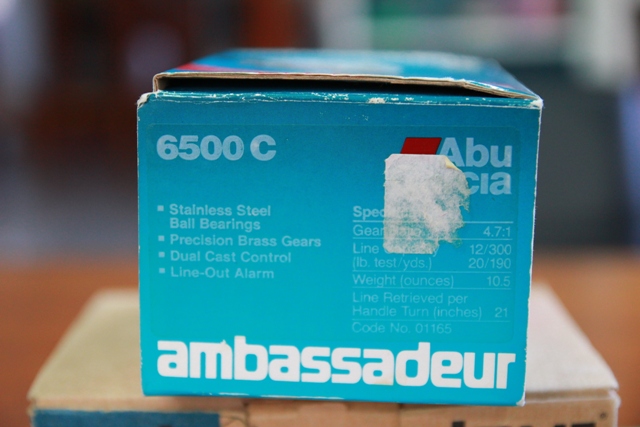 6500 C
Abu
cia
Stainless Steel
Ball Bearings
Precision Brass Gears
Dual Cast Control
Line-Out Alarm
Gear 4.7:1
Line 12/300
(lb. test/yds.) 20/190
Weight (ounces) 10.5
Line Retrieved per
Handle Turn (inches) 21
Code No. 01165
ambassadeur